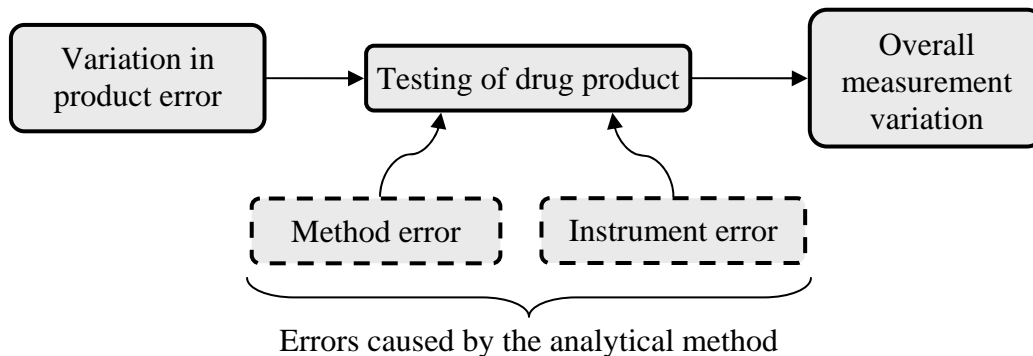 Variation in
product error
Testing of drug product
Overall
measurement
variation
Method error
Instrument error
Errors caused by the analytical method